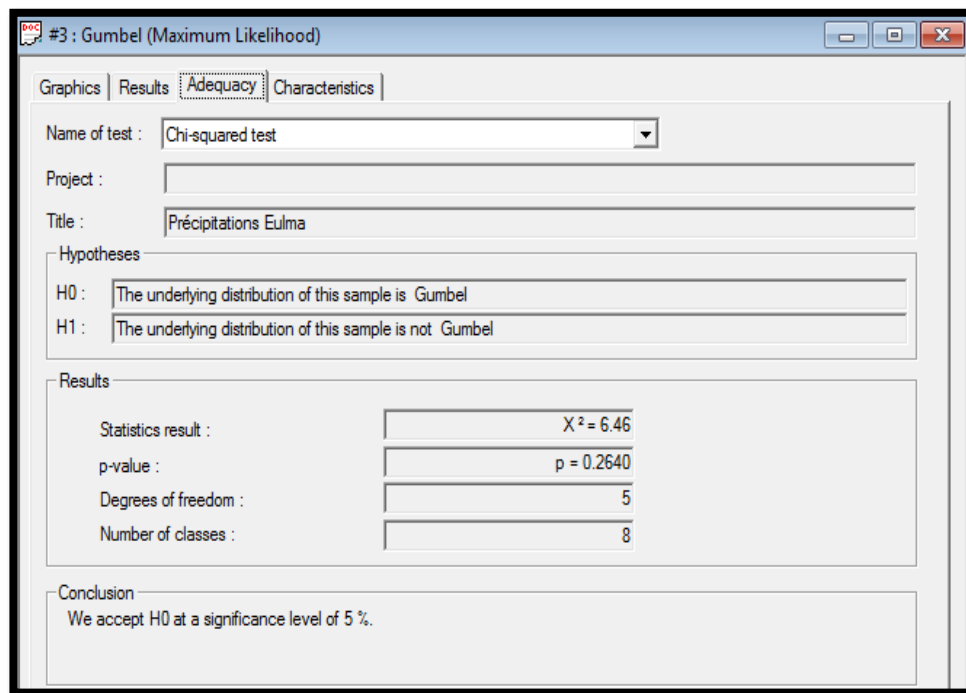 DOC
#3 : Gumbel (Maximum Likelihood)
Graphics Results Adequacy Characteristics
Name of test : Chi-squared test
Project :
Title : Précipitations Eulma
Hypotheses
H0 : The underlying distribution of this sample is Gumbel
H1 : The underlying distribution of this sample is not Gumbel
Results
Statistics result : X ² = 6.46
p-value : p = 0.2640
Degrees of freedom : 5
Number of classes : 8
Conclusion
We accept H0 at a significance level of 5 %.